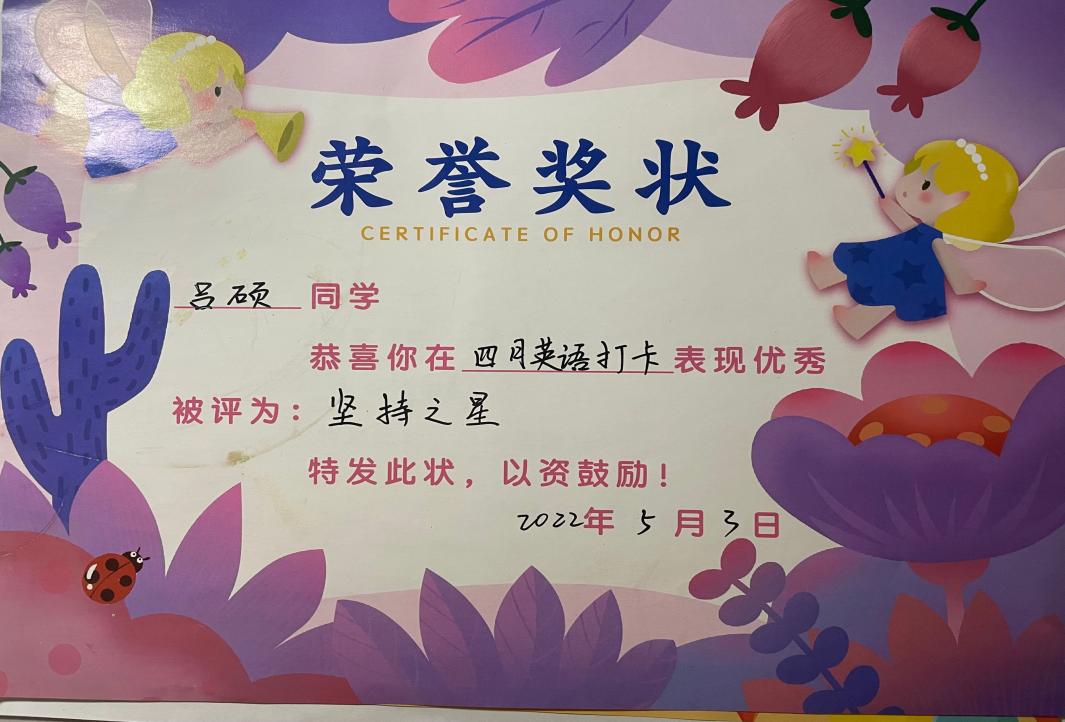 荣誉奖状
CERTIFICATE OF HONOR
吕硕 同学
恭喜你在 四月英语打卡 表现优秀
被评为：坚持之星
特发此状，以资鼓励！
2022年 5 月 3 日